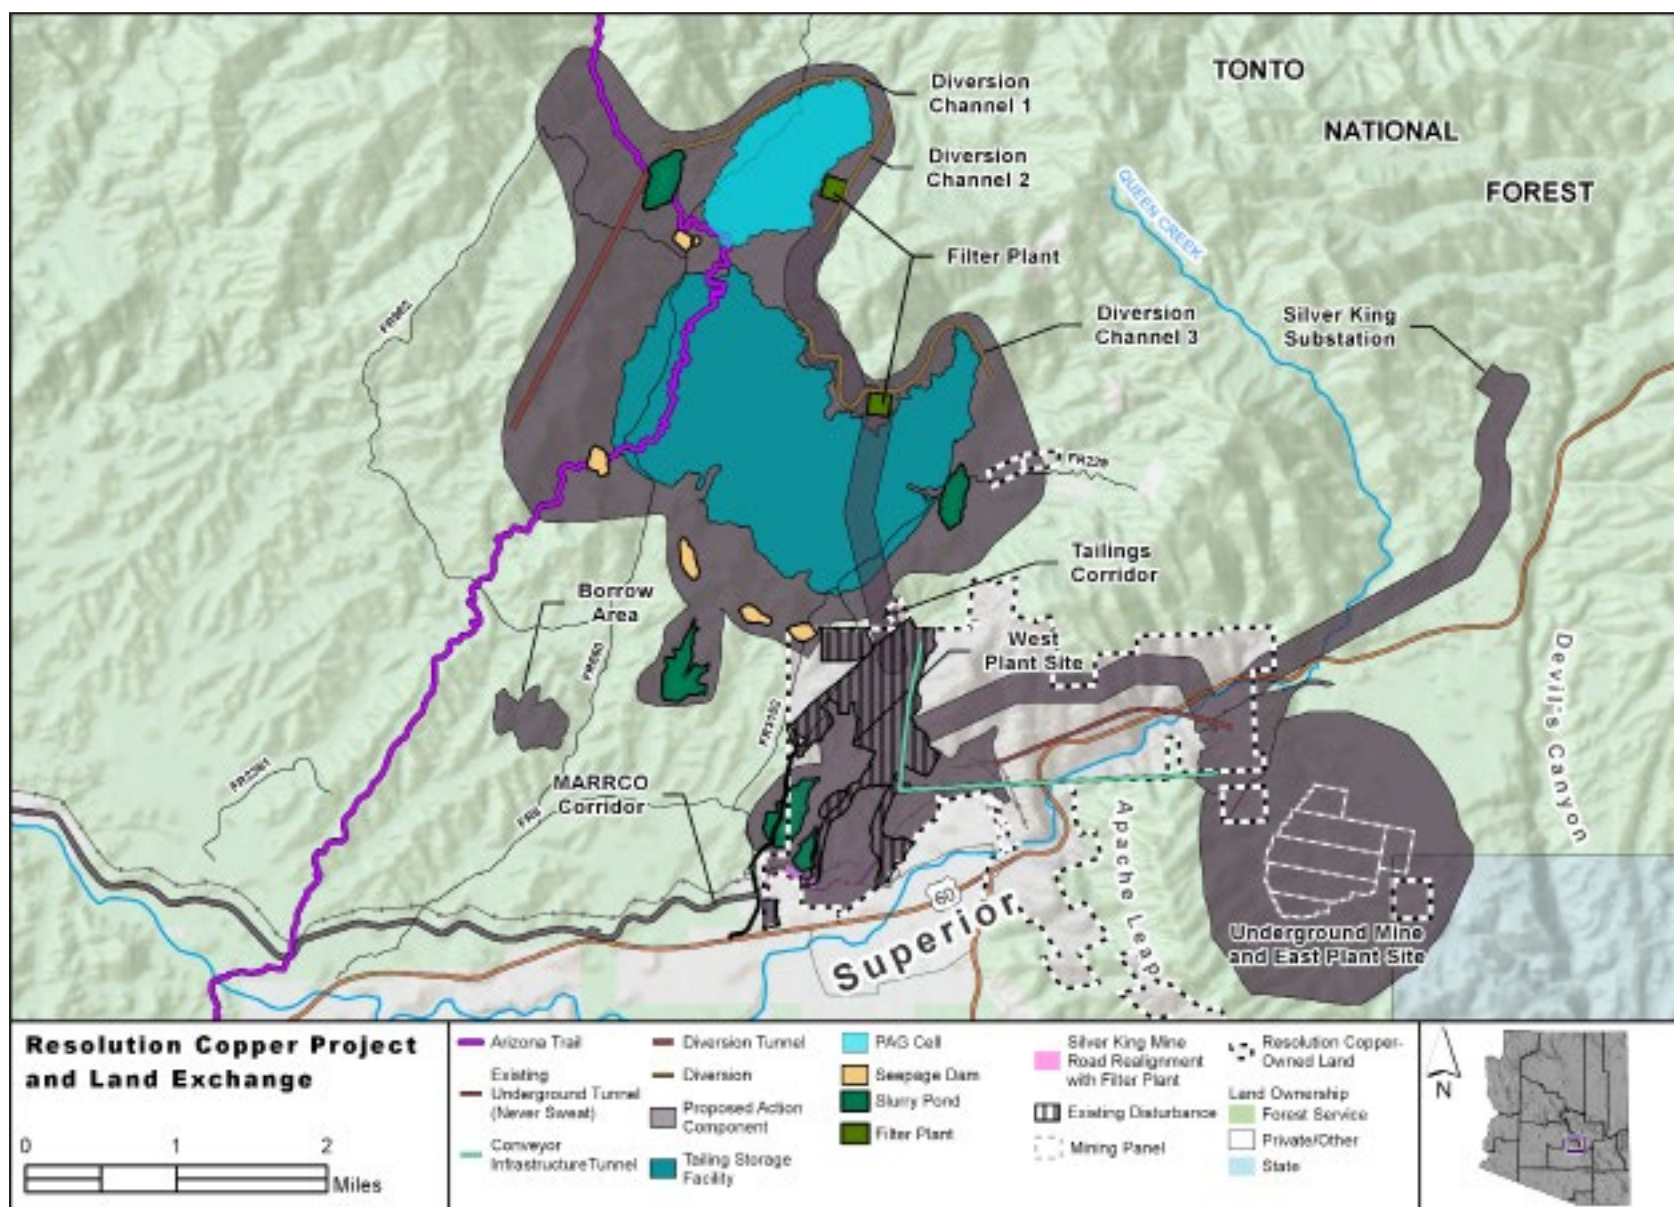 TONTO
NATIONAL
FOREST
Diversion
Channel 1
Diversion
Channel 2
QUEEN CREEK
Filter Plant
Diversion
Channel 3
Silver King
Substation
FR229
Tailings
Corridor
Borrow
Area
West
Plant Site
FR650
FR3152
Devil's Canyon
MARRCO
Corridor
Apache Leap
60
Superior
Underground Mine
and East Plant Site
Resolution Copper Project
and Land Exchange
0 1 2
Miles
Arizona Trail
Existing
Underground Tunnel
(Never Sweat)
Conveyor
Infrastructure Tunnel
Diversion Tunnel
Diversion
Proposed Action
Component
Tailing Storage
Facility
PAG Cell
Seepage Dam
Slurry Pond
Filter Plant
Silver King Mine
Road Realignment
with Filter Plant
Existing Disturbance
Mining Panel
Resolution Copper-
Owned Land
Land Ownership
Forest Service
Private/Other
State
N